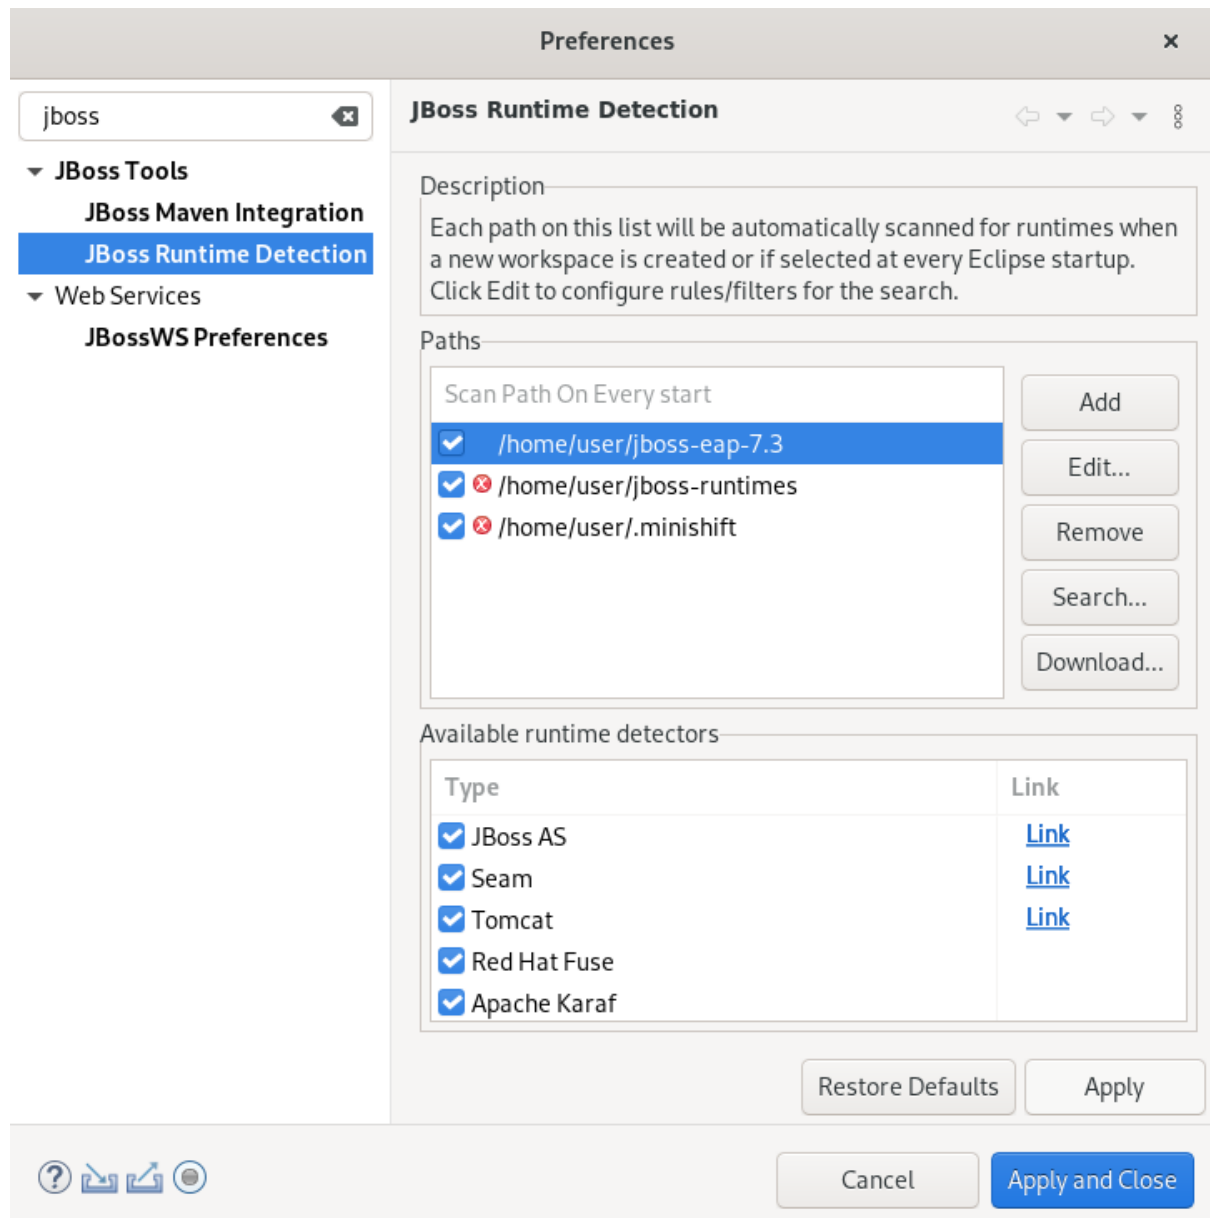 Preferences
jboss
JBoss Tools
JBoss Maven Integration
JBoss Runtime Detection
Web Services
JBossWS Preferences
JBoss Runtime Detection
Description
Each path on this list will be automatically scanned for runtimes when
a new workspace is created or if selected at every Eclipse startup.
Click Edit to configure rules/filters for the search.
Paths
Scan Path On Every start
/home/user/jboss-eap-7.3
/home/user/jboss-runtimes
/home/user/.minishift
Add
Edit...
Remove
Search...
Download...
Available runtime detectors
Type Link
JBoss AS Link
Seam Link
Tomcat Link
Red Hat Fuse
Apache Karaf
Restore Defaults Apply
Cancel Apply and Close